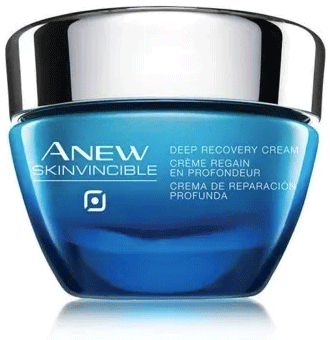 ANEW
SKINVINCIBLE
DEEP RECOVERY CREAM
CRÈME REGAIN
EN PROFONDEUR
CREMA DE REPARACIÓN
PROFUNDA